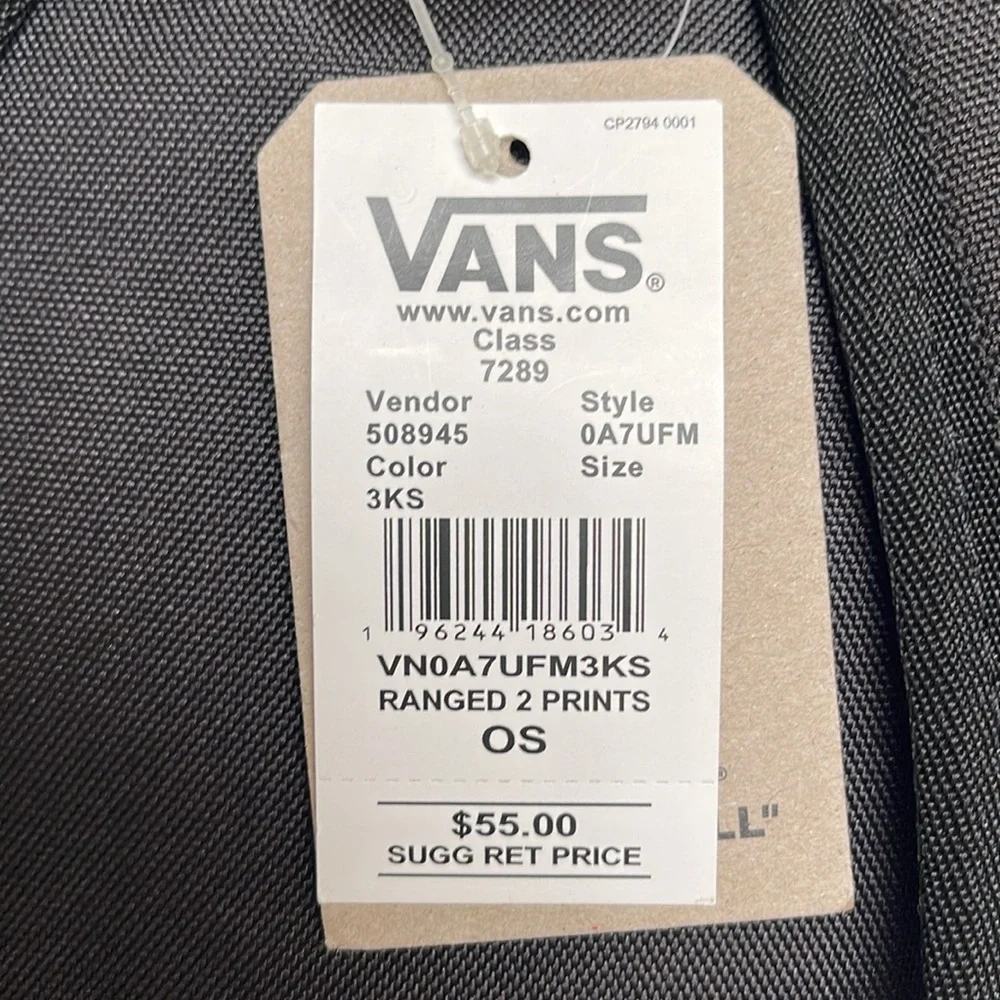 CP2794 0001
VANS®
www.vans.com
Class
7289
Vendor Style
508945 0A7UFM
Color Size
3KS
1 96244 18603 4
VN0A7UFM3KS
RANGED 2 PRINTS
OS
$55.00
SUGG RET PRICE
®
LL"